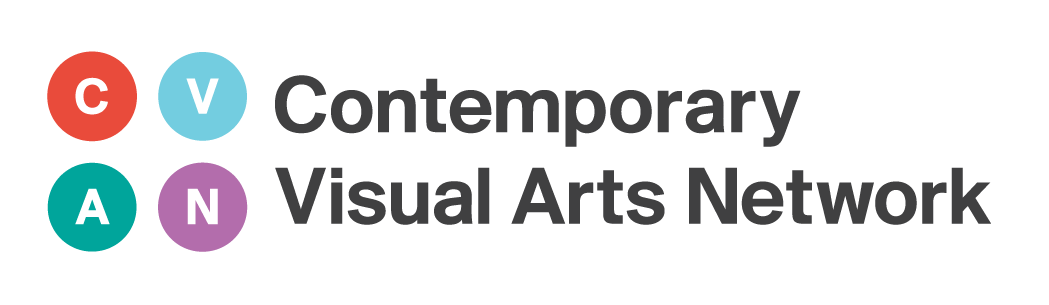 C V
A N
Contemporary
Visual Arts Network